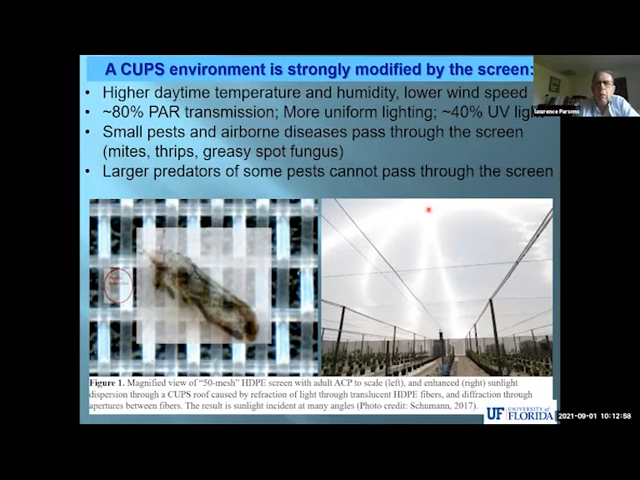 A CUPS environment is strongly modified by the screen:
• Higher daytime temperature and humidity, lower wind speed
• ~80% PAR transmission; More uniform lighting; ~40% UV
• Small pests and airborne diseases pass through the screen
(mites, thrips, greasy spot fungus)
• Larger predators of some pests cannot pass through the screen
Lawrence Parsons
Figure 1. Magnified view of "50-mesh" HDPE screen with adult ACP to scale (left), and enhanced (right) sunlight
dispersion through a CUPS roof caused by refraction of light through translucent HDPE fibers, and diffraction through
apertures between fibers. The result is sunlight incident at many angles (Photo credit: Schumann, 2017).
UF UNIVERSITY of
FLORIDA
2021-09-01 10:12:58